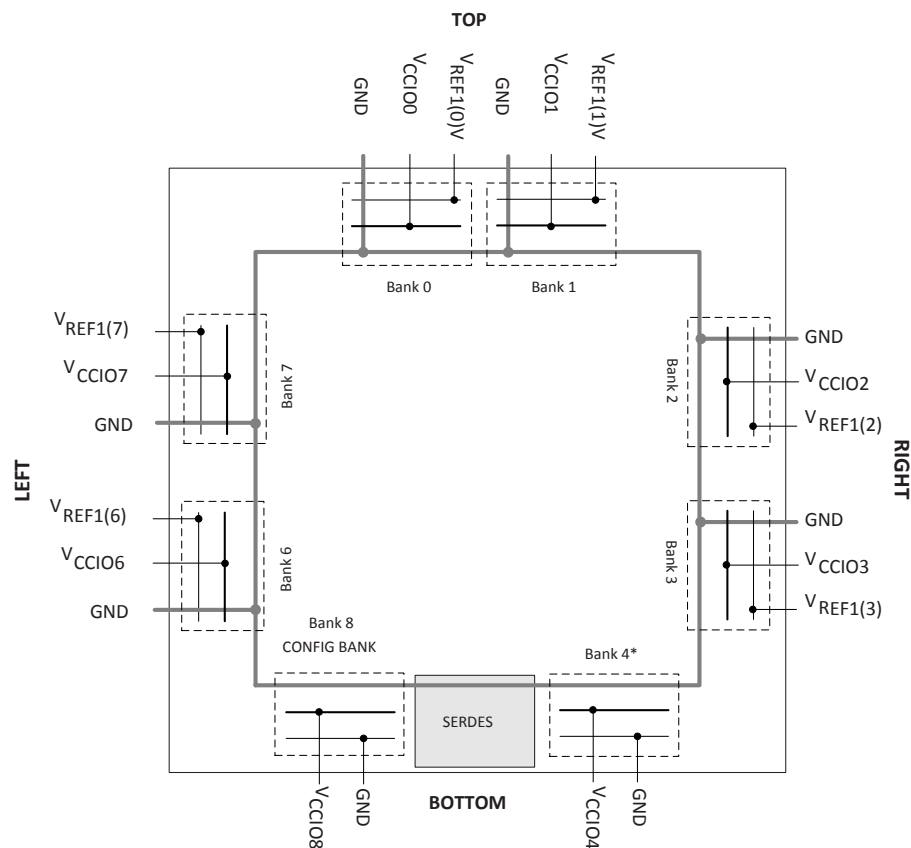 TOP
GND
VCCIO0
VREF1(0)V
GND
VCCIO1
VREF1(1)V
Bank 0
Bank 1
VREF1(7)
VCCIO7
GND
Bank 7
Bank 2
GND
VCCIO2
VREF1(2)
LEFT
RIGHT
VREF1(6)
VCCIO6
GND
Bank 6
Bank 3
GND
VCCIO3
VREF1(3)
Bank 8
CONFIG BANK
Bank 4*
SERDES
VCCIO8
GND
BOTTOM
VCCIO4
GND